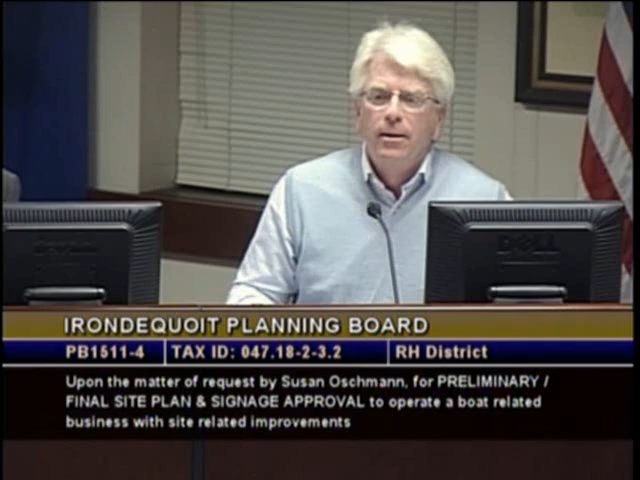 DELL
IRONDEQUOIT PLANNING BOARD
PB1511-4 TAX ID: 047.18-2-3.2 RH District
Upon the matter of request by Susan Oschmann, for PRELIMINARY /
FINAL SITE PLAN & SIGNAGE APPROVAL to operate a boat related
business with site related improvements